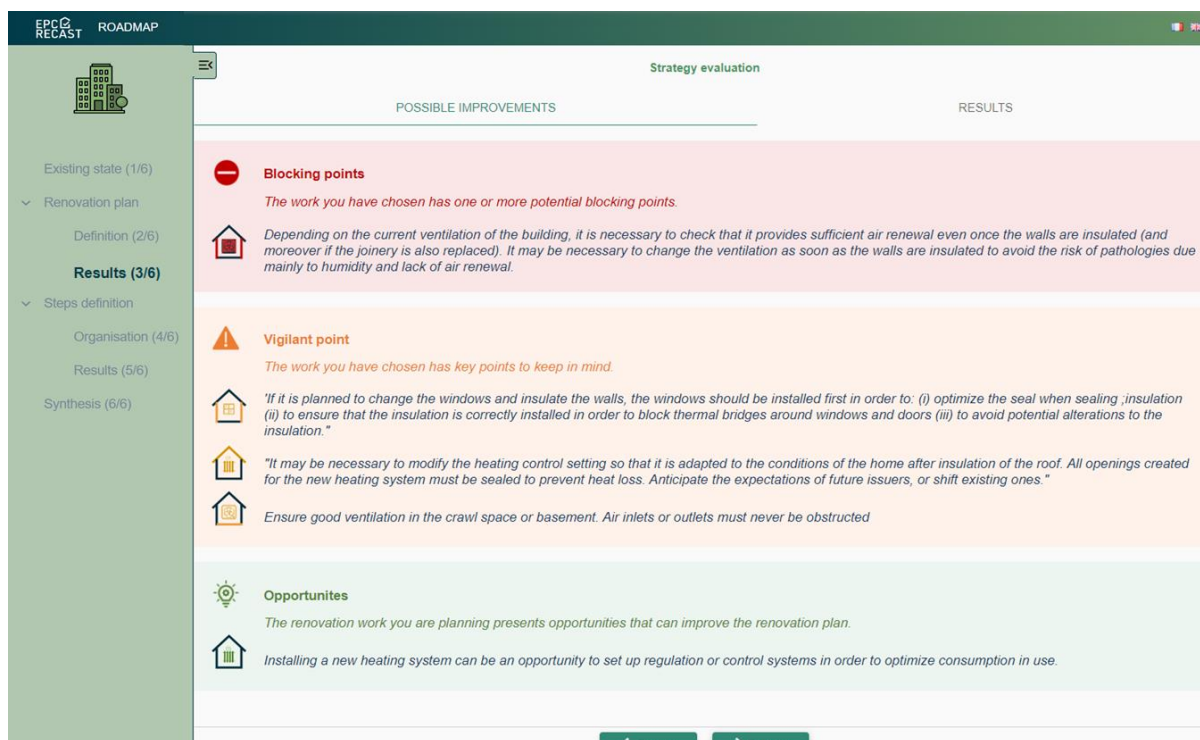 EPC
RECAST
ROADMAP
Strategy evaluation
POSSIBLE IMPROVEMENTS
RESULTS
Existing state (1/6)
Renovation plan
Definition (2/6)
Results (3/6)
Steps definition
Organisation (4/6)
Results (5/6)
Synthesis (6/6)
Blocking points
The work you have chosen has one or more potential blocking points.
Depending on the current ventilation of the building, it is necessary to check that it provides sufficient air renewal even once the walls are insulated (and
moreover if the joinery is also replaced). It may be necessary to change the ventilation as soon as the walls are insulated to avoid the risk of pathologies due
mainly to humidity and lack of air renewal.
Vigilant point
The work you have chosen has key points to keep in mind.
'If it is planned to change the windows and insulate the walls, the windows should be installed first in order to: (i) optimize the seal when sealing ;insulation
(ii) to ensure that the insulation is correctly installed in order to block thermal bridges around windows and doors (iii) to avoid potential alterations to the
insulation."
"It may be necessary to modify the heating control setting so that it is adapted to the conditions of the home after insulation of the roof. All openings created
for the new heating system must be sealed to prevent heat loss. Anticipate the expectations of future issuers, or shift existing ones."
Ensure good ventilation in the crawl space or basement. Air inlets or outlets must never be obstructed
Opportunites
The renovation work you are planning presents opportunities that can improve the renovation plan.
Installing a new heating system can be an opportunity to set up regulation or control systems in order to optimize consumption in use.